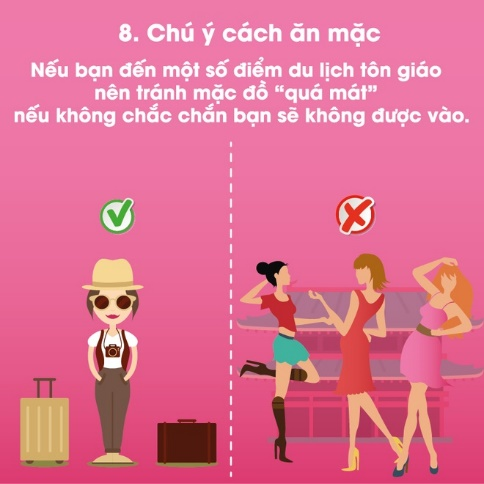 8. Chú ý cách ăn mặc
Nếu bạn đến một số điểm du lịch tôn giáo
nên tránh mặc đồ “quá mát”
nếu không chắc chắn bạn sẽ không được vào.